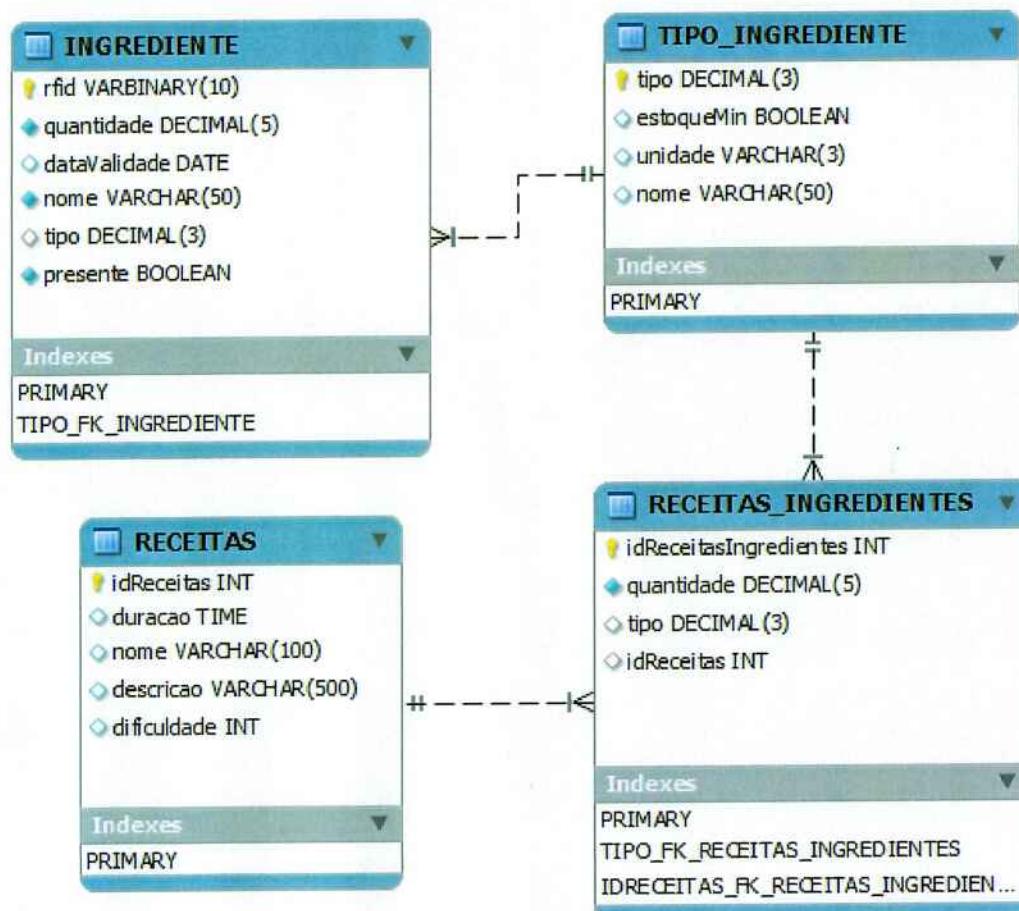 INGREDIENTE
rfid VARBINARY(10)
quantidade DECIMAL(5)
dataValidade DATE
nome VARCHAR(50)
tipo DECIMAL(3)
presente BOOLEAN
Indexes
PRIMARY
TIPO_FK_INGREDIENTE
TIPO_INGREDIENTE
tipo DECIMAL(3)
estoqueMin BOOLEAN
unidade VARCHAR(3)
nome VARCHAR(50)
Indexes
PRIMARY
RECEITAS
idReceitas INT
duracao TIME
nome VARCHAR(100)
descricao VARCHAR(500)
dificuldade INT
Indexes
PRIMARY
RECEITAS_INGREDIENTES
idReceitasIngredientes INT
quantidade DECIMAL(5)
tipo DECIMAL(3)
idReceitas INT
Indexes
PRIMARY
TIPO_FK_RECEITAS_INGREDIENTES
IDRECEITAS_FK_RECEITAS_INGREDIEN...